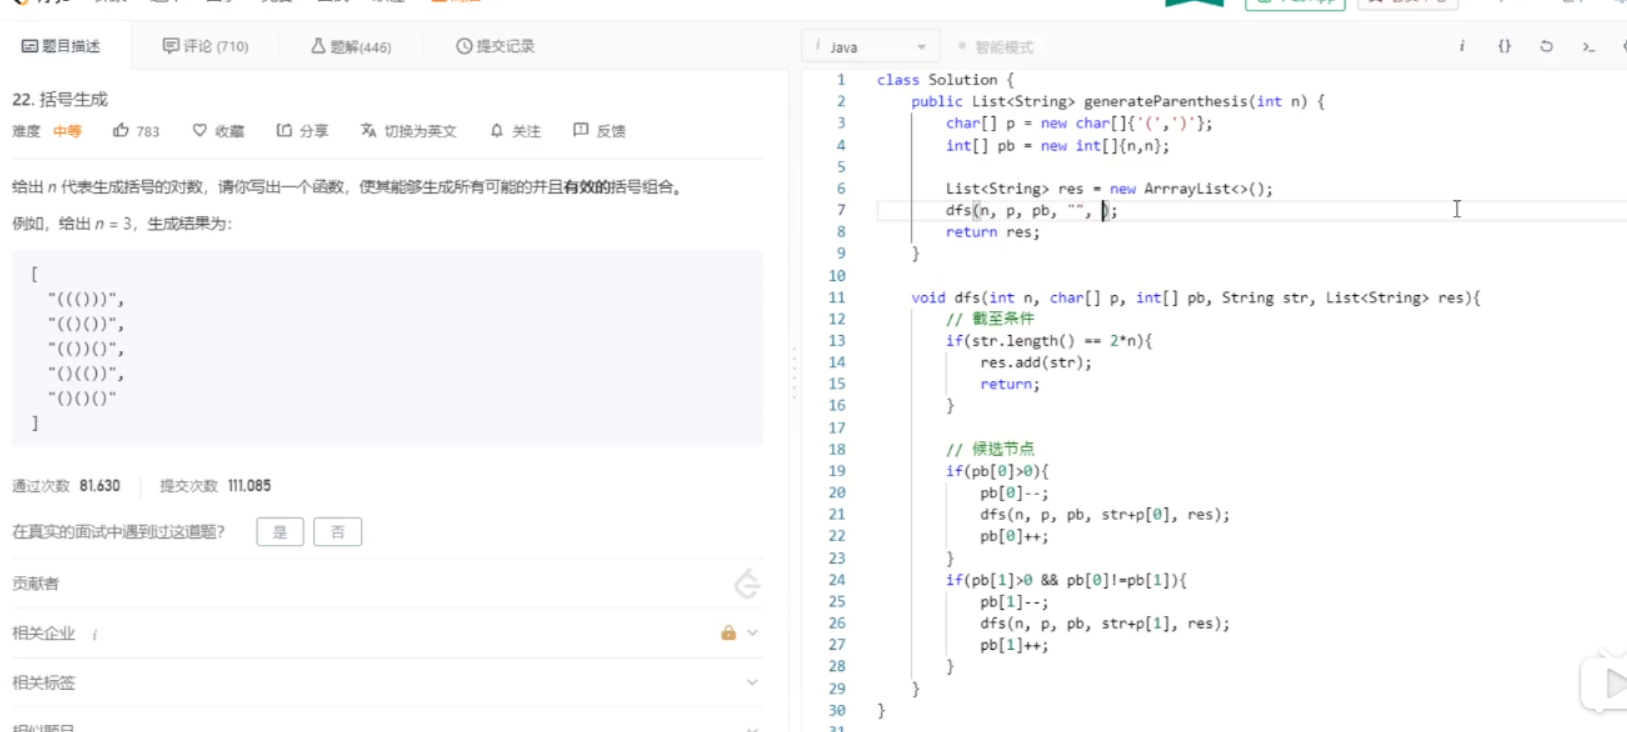 题目描述
评论 (710)
题解(446)
提交记录
22. 括号生成
难度 中等 783 收藏 分享 切换为英文 关注 反馈
给出 n 代表生成括号的对数，请你写出一个函数，使其能够生成所有可能的并且有效的括号组合。
例如，给出 n = 3，生成结果为：
[
"((()))",
"(()())",
"(())()",
"()(())",
"()()()"
]
通过次数 81,630 提交次数 111,085
在真实的面试中遇到过这道题? 是 否
贡献者
相关企业 i
相关标签
i Java 智能模式
i {} >_
1 class Solution {
2 public List<String> generateParenthesis(int n) {
3 char[] p = new char[]{'(',')'};
4 int[] pb = new int[]{n,n};
5
6 List<String> res = new ArrrayList<>();
7 dfs(n, p, pb, "", );
8 return res;
9 }
10
11 void dfs(int n, char[] p, int[] pb, String str, List<String> res){
12 // 截至条件
13 if(str.length() == 2*n){
14 res.add(str);
15 return;
16 }
17
18 // 候选节点
19 if(pb[0]>0){
20 pb[0]--;
21 dfs(n, p, pb, str+p[0], res);
22 pb[0]++;
23 }
24 if(pb[1]>0 && pb[0]!=pb[1]){
25 pb[1]--;
26 dfs(n, p, pb, str+p[1], res);
27 pb[1]++;
28 }
29 }
30 }
31